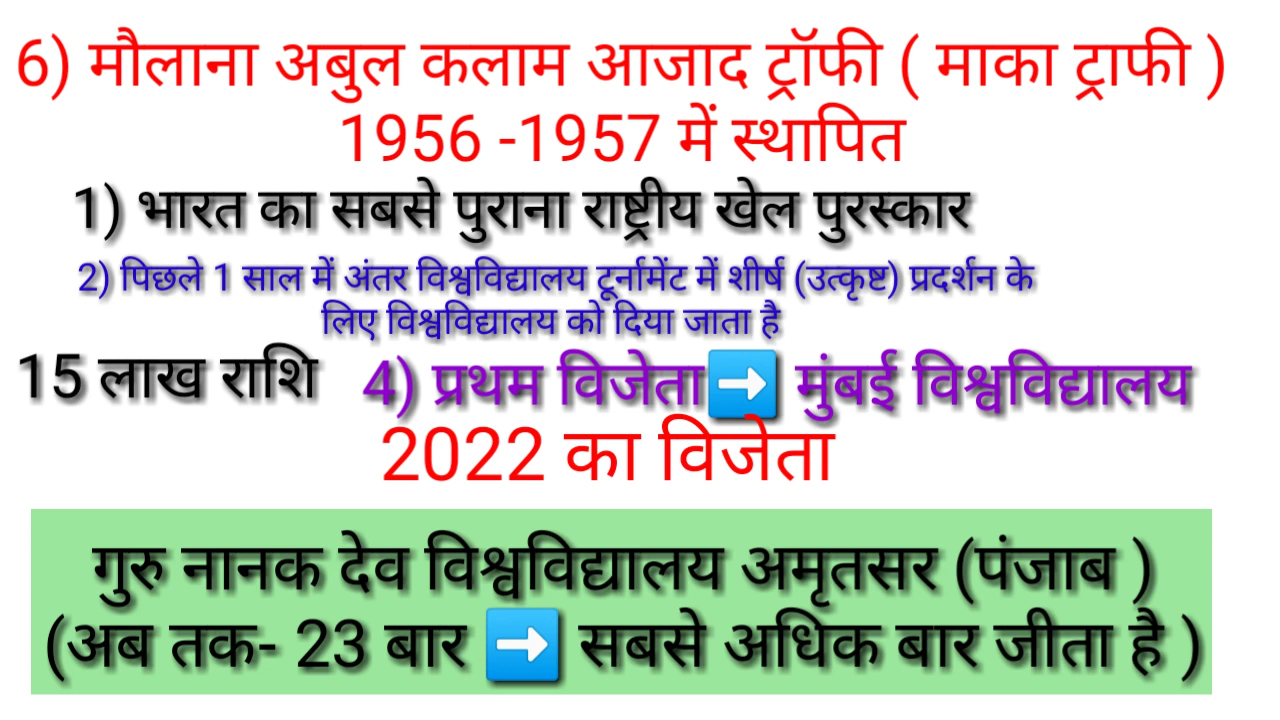 6) मौलाना अबुल कलाम आजाद ट्रॉफी ( माका ट्राफी )
1956 -1957 में स्थापित
1) भारत का सबसे पुराना राष्ट्रीय खेल पुरस्कार
2) पिछले 1 साल में अंतर विश्वविद्यालय टूर्नामेंट में शीर्ष (उत्कृष्ट) प्रदर्शन के
लिए विश्वविद्यालय को दिया जाता है
15 लाख राशि 4) प्रथम विजेता➡️ मुंबई विश्वविद्यालय
2022 का विजेता
गुरु नानक देव विश्वविद्यालय अमृतसर (पंजाब )
(अब तक- 23 बार ➡️ सबसे अधिक बार जीता है )